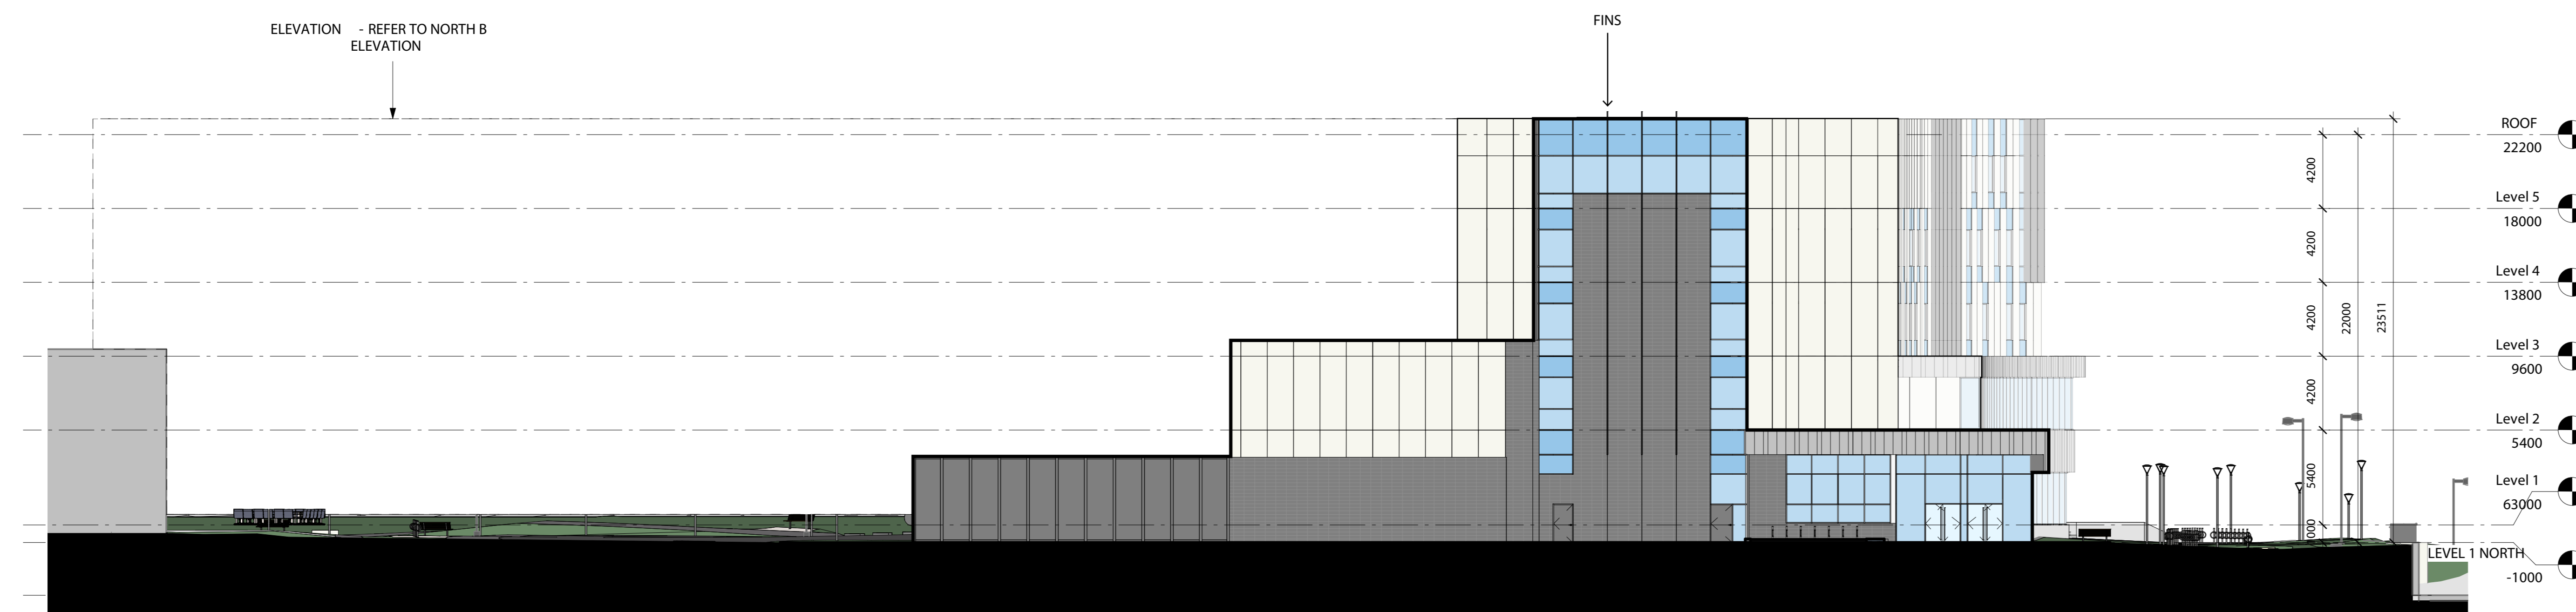 ELEVATION - REFER TO NORTH B
ELEVATION
FINS
ROOF
22200
Level 5
18000
Level 4
13800
Level 3
9600
Level 2
5400
Level 1
63000
LEVEL 1 NORTH
-1000
4200
4200
4200
4200
5400
22000
23511